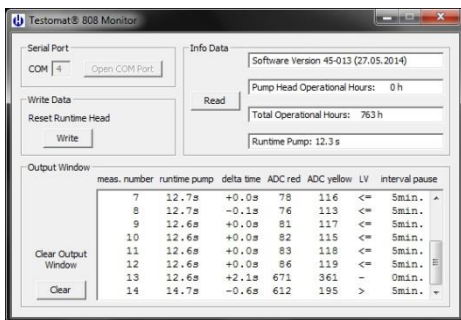 Testomat® 808 Monitor
Serial Port
COM 4 Open COM Port
Write Data
Reset Runtime Head
Write
Info Data
Read
Software Version 45-013 (27.05.2014)
Pump Head Operational Hours: 0 h
Total Operational Hours: 763 h
Runtime Pump: 12.3 s
Output Window
meas. number runtime pump delta time ADC red ADC yellow LV interval pause
7 12.7s +0.0s 78 116 <= 5min.
8 12.7s -0.1s 76 113 <= 5min.
9 12.6s +0.0s 81 117 <= 5min.
10 12.6s +0.0s 82 115 <= 5min.
11 12.6s +0.0s 83 118 <= 5min.
12 12.6s +0.0s 86 119 <= 5min.
13 12.6s +2.1s 671 361 - 0min.
14 14.7s -0.6s 612 195 > 5min.
Clear Output
Window
Clear